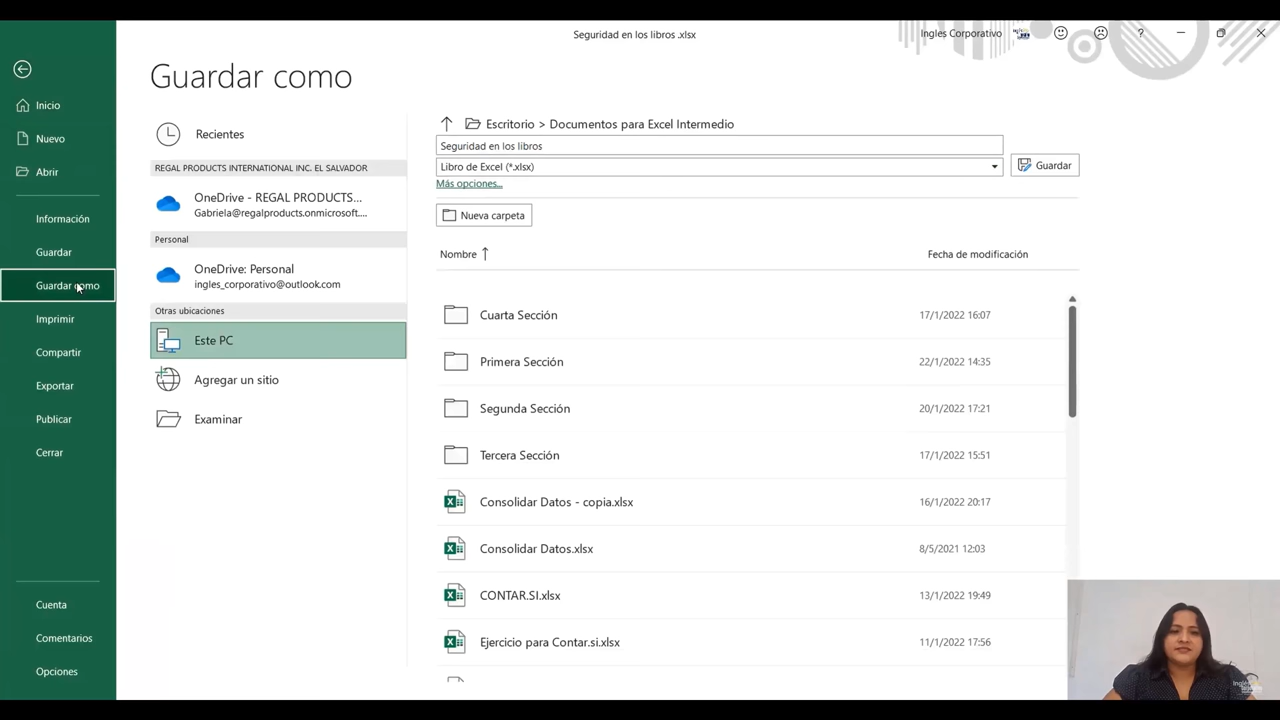 Seguridad en los libros .xlsx
Ingles Corporativo
?
Guardar como
Inicio
Nuevo
Abrir
Información
Guardar
Guardar como
Imprimir
Compartir
Exportar
Publicar
Cerrar
Cuenta
Comentarios
Opciones
Recientes
REGAL PRODUCTS INTERNATIONAL INC. EL SALVADOR
OneDrive - REGAL PRODUCTS...
Gabriela@regalproducts.onmicrosoft....
Personal
OneDrive: Personal
ingles_corporativo@outlook.com
Otras ubicaciones
Este PC
Agregar un sitio
Examinar
Escritorio > Documentos para Excel Intermedio
Seguridad en los libros
Libro de Excel (*.xlsx)
Guardar
Más opciones...
Nueva carpeta
Nombre ↑ Fecha de modificación
Cuarta Sección 17/1/2022 16:07
Primera Sección 22/1/2022 14:35
Segunda Sección 20/1/2022 17:21
Tercera Sección 17/1/2022 15:51
Consolidar Datos - copia.xlsx 16/1/2022 20:17
Consolidar Datos.xlsx 8/5/2021 12:03
CONTAR.SI.xlsx 13/1/2022 19:49
Ejercicio para Contar.si.xlsx 11/1/2022 17:56